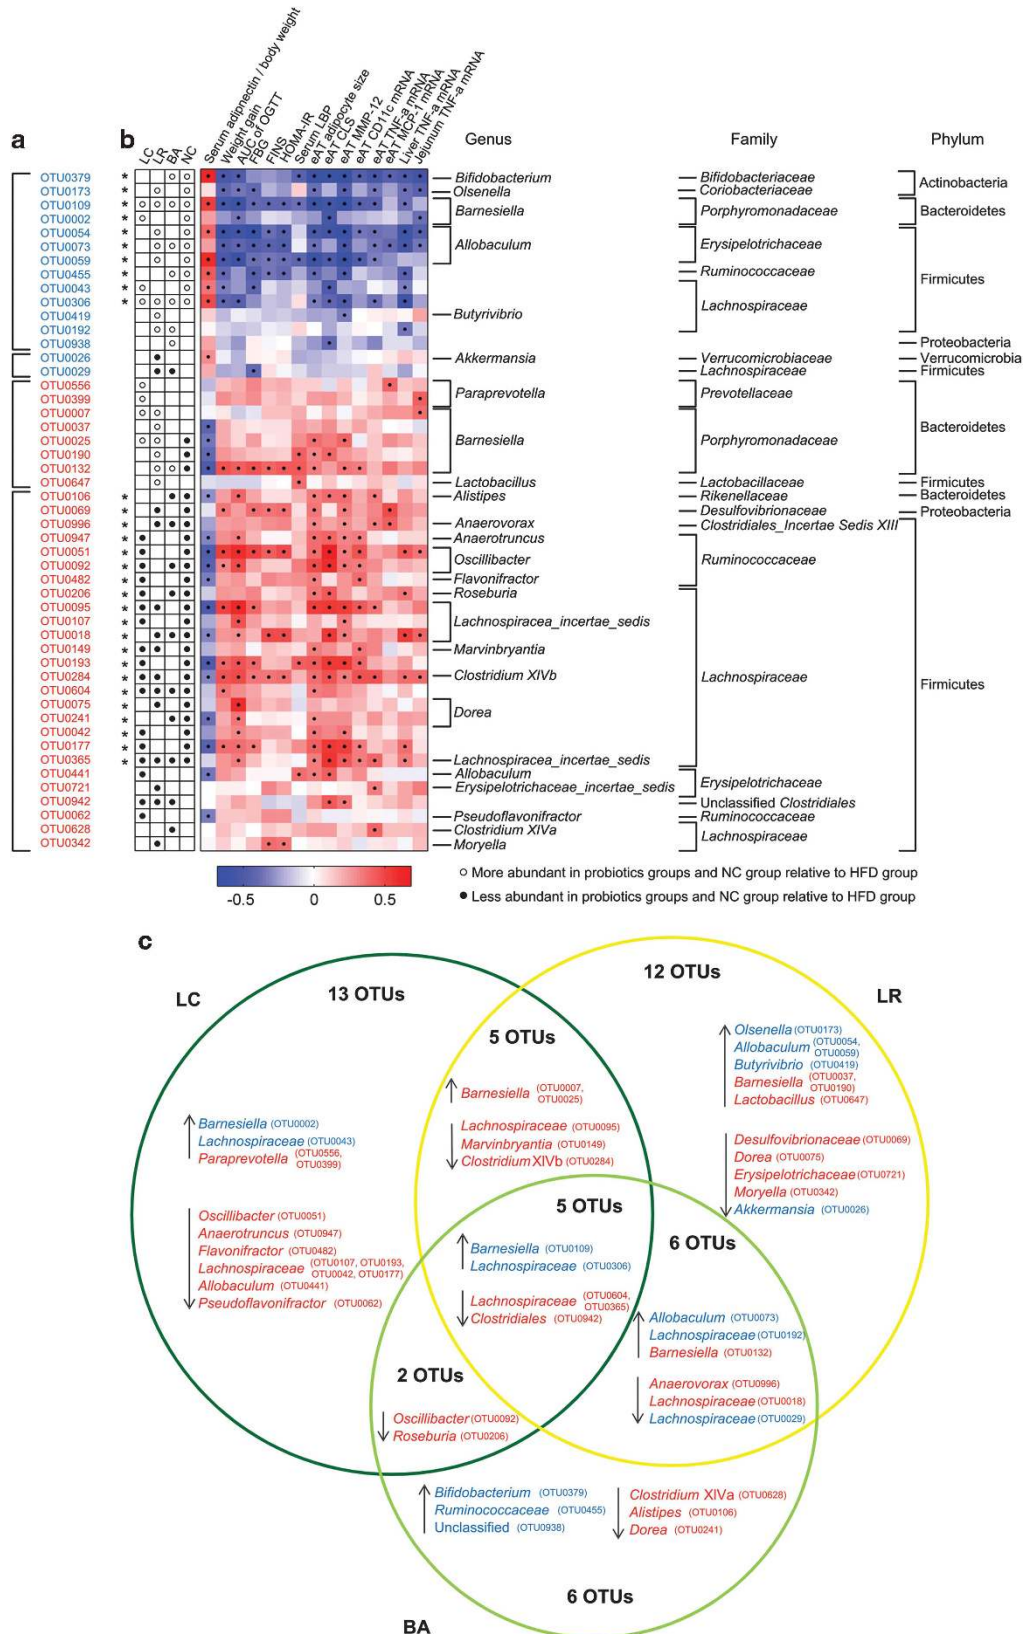 a
b
LC
LR
BA
NC
Serum adipnectin / body weight
Weight gain
AUC of OGTT
FBG
FINS
HOMA-IR
Serum LBP
eAT adipocyte size
eAT CLS
eAT MMP-12
eAT CD11c mRNA
eAT TNF-a mRNA
eAT MCP-1 mRNA
Liver TNF-a mRNA
Jejunum TNF-a mRNA
Genus
Family
Phylum
OTU0379
OTU0173
OTU0109
OTU0002
OTU0054
OTU0073
OTU0059
OTU0455
OTU0043
OTU0306
OTU0419
OTU0192
OTU0938
OTU0026
OTU0029
OTU0556
OTU0399
OTU0007
OTU0037
OTU0025
OTU0190
OTU0132
OTU0647
OTU0106
OTU0069
OTU0996
OTU0947
OTU0051
OTU0092
OTU0482
OTU0206
OTU0095
OTU0107
OTU0018
OTU0149
OTU0193
OTU0284
OTU0604
OTU0075
OTU0241
OTU0042
OTU0177
OTU0365
OTU0441
OTU0721
OTU0942
OTU0062
OTU0628
OTU0342
Bifidobacterium
Olsenella
Barnesiella
Allobaculum
Butyrivibrio
Akkermansia
Paraprevotella
Barnesiella
Lactobacillus
Alistipes
Anaerovorax
Anaerotruncus
Oscillibacter
Flavonifractor
Roseburia
Lachnospiracea_incertae_sedis
Marvinbryantia
Clostridium XIVb
Dorea
Lachnospiracea_incertae_sedis
Allobaculum
Erysipelotrichaceae_incertae_sedis
Pseudoflavonifractor
Clostridium XIVa
Moryella
Bifidobacteriaceae
Coriobacteriaceae
Porphyromonadaceae
Erysipelotrichaceae
Ruminococcaceae
Lachnospiraceae
Verrucomicrobiaceae
Lachnospiraceae
Prevotellaceae
Porphyromonadaceae
Lactobacillaceae
Rikenellaceae
Desulfovibrionaceae
Clostridiales_Incertae Sedis XIII
Ruminococcaceae
Lachnospiraceae
Erysipelotrichaceae
Unclassified Clostridiales
Ruminococcaceae
Lachnospiraceae
Actinobacteria
Bacteroidetes
Firmicutes
Proteobacteria
Verrucomicrobia
Firmicutes
Bacteroidetes
Firmicutes
Bacteroidetes
Proteobacteria
Firmicutes
-0.5 0 0.5
○ More abundant in probiotics groups and NC group relative to HFD group
● Less abundant in probiotics groups and NC group relative to HFD group
c
LC
13 OTUs
12 OTUs
LR
5 OTUs
Barnesiella (OTU0002)
Lachnospiraceae (OTU0043)
Paraprevotella (OTU0556, OTU0399)
Oscillibacter (OTU0051)
Anaerotruncus (OTU0947)
Flavonifractor (OTU0482)
Lachnospiraceae (OTU0107, OTU0193,
OTU0042, OTU0177)
Allobaculum (OTU0441)
Pseudoflavonifractor (OTU0062)
Barnesiella (OTU0007,
OTU0025)
Lachnospiraceae (OTU0095)
Marvinbryantia (OTU0149)
Clostridium XIVb (OTU0284)
Olsenella (OTU0173)
Allobaculum (OTU0054,
OTU0059)
Butyrivibrio (OTU0419)
Barnesiella (OTU0037,
OTU0190)
Lactobacillus (OTU0647)
Desulfovibrionaceae (OTU0069)
Dorea (OTU0075)
Erysipelotrichaceae (OTU0721)
Moryella (OTU0342)
Akkermansia (OTU0026)
5 OTUs
Barnesiella (OTU0109)
Lachnospiraceae (OTU0306)
Lachnospiraceae (OTU0604,
OTU0365)
Clostridiales (OTU0942)
6 OTUs
Allobaculum (OTU0073)
Lachnospiraceae (OTU0192)
Barnesiella (OTU0132)
Anaerovorax (OTU0996)
Lachnospiraceae (OTU0018)
Lachnospiraceae (OTU0029)
2 OTUs
Oscillibacter (OTU0092)
Roseburia (OTU0206)
Bifidobacterium (OTU0379)
Ruminococcaceae (OTU0455)
Unclassified (OTU0938)
Clostridium XIVa (OTU0628)
Alistipes (OTU0106)
Dorea (OTU0241)
6 OTUs
BA